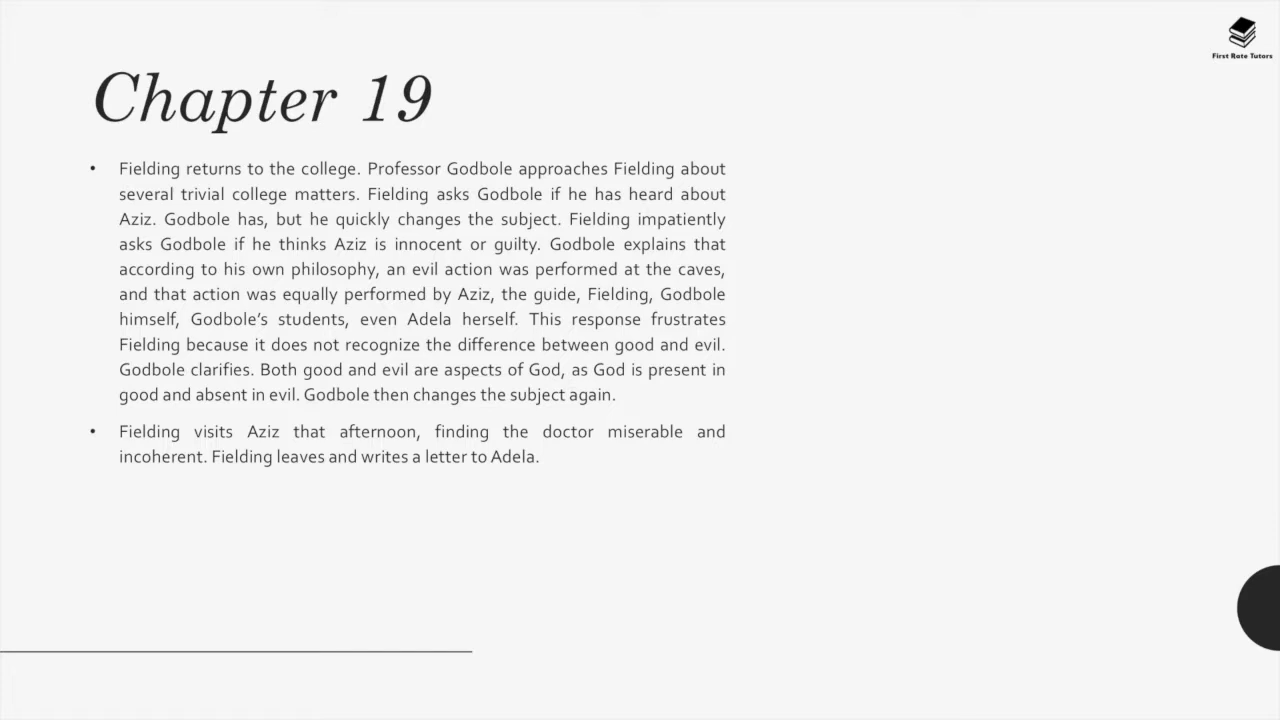 First Rate Tutors
Chapter 19
• Fielding returns to the college. Professor Godbole approaches Fielding about
several trivial college matters. Fielding asks Godbole if he has heard about
Aziz. Godbole has, but he quickly changes the subject. Fielding impatiently
asks Godbole if he thinks Aziz is innocent or guilty. Godbole explains that
according to his own philosophy, an evil action was performed at the caves,
and that action was equally performed by Aziz, the guide, Fielding, Godbole
himself, Godbole’s students, even Adela herself. This response frustrates
Fielding because it does not recognize the difference between good and evil.
Godbole clarifies. Both good and evil are aspects of God, as God is present in
good and absent in evil. Godbole then changes the subject again.
• Fielding visits Aziz that afternoon, finding the doctor miserable and
incoherent. Fielding leaves and writes a letter to Adela.